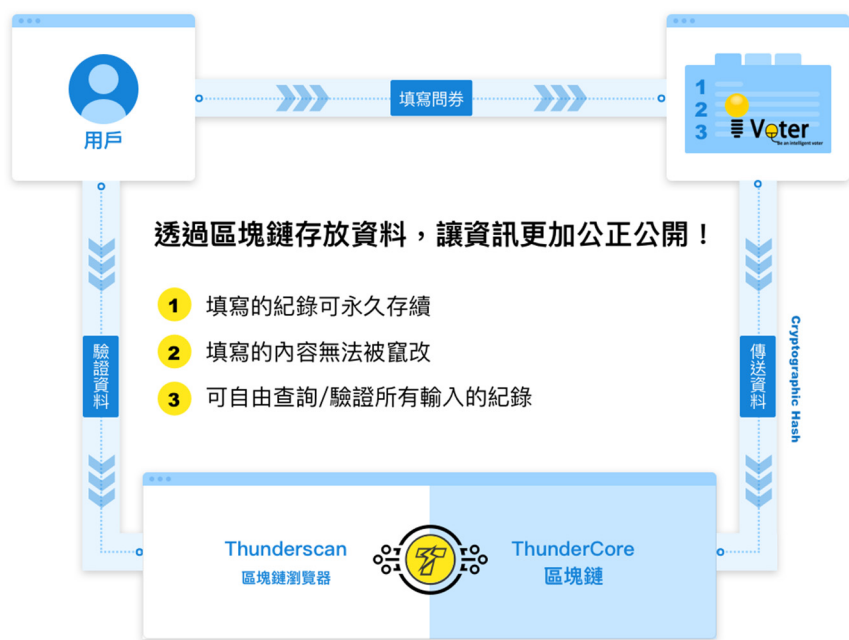 用戶
填寫問券
1
2
3
iVoter
Be an intelligent voter
透過區塊鏈存放資料，讓資訊更加公正公開！
1 填寫的紀錄可永久存續
2 填寫的內容無法被竄改
3 可自由查詢/驗證所有輸入的紀錄
驗證資料
傳送資料
Cryptographic Hash
Thunderscan
區塊鏈瀏覽器
ThunderCore
區塊鏈